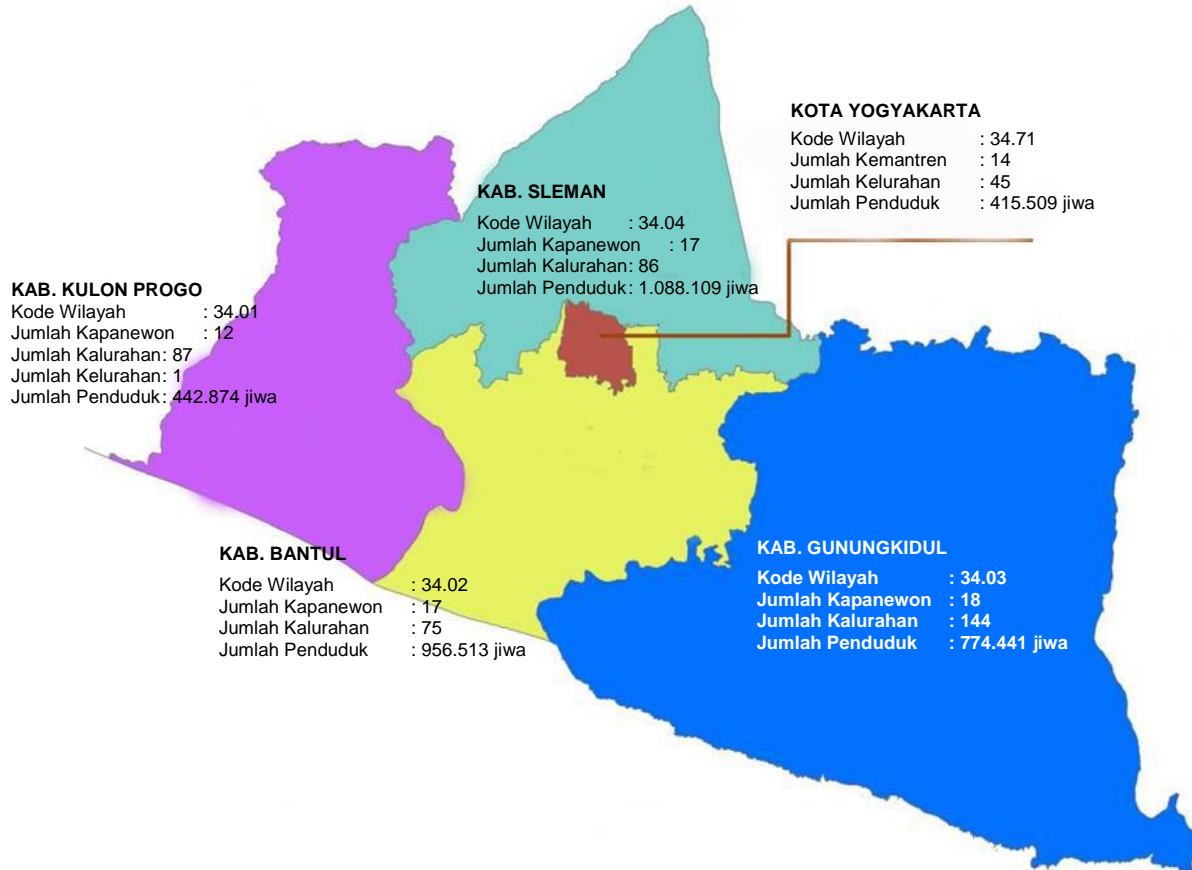 KOTA YOGYAKARTA
Kode Wilayah : 34.71
Jumlah Kemantren : 14
Jumlah Kelurahan : 45
Jumlah Penduduk : 415.509 jiwa
KAB. SLEMAN
Kode Wilayah : 34.04
Jumlah Kapanewon : 17
Jumlah Kalurahan : 86
Jumlah Penduduk : 1.088.109 jiwa
KAB. KULON PROGO
Kode Wilayah : 34.01
Jumlah Kapanewon : 12
Jumlah Kalurahan : 87
Jumlah Kelurahan : 1
Jumlah Penduduk : 442.874 jiwa
KAB. BANTUL
Kode Wilayah : 34.02
Jumlah Kapanewon : 17
Jumlah Kalurahan : 75
Jumlah Penduduk : 956.513 jiwa
KAB. GUNUNGKIDUL
Kode Wilayah : 34.03
Jumlah Kapanewon : 18
Jumlah Kalurahan : 144
Jumlah Penduduk : 774.441 jiwa